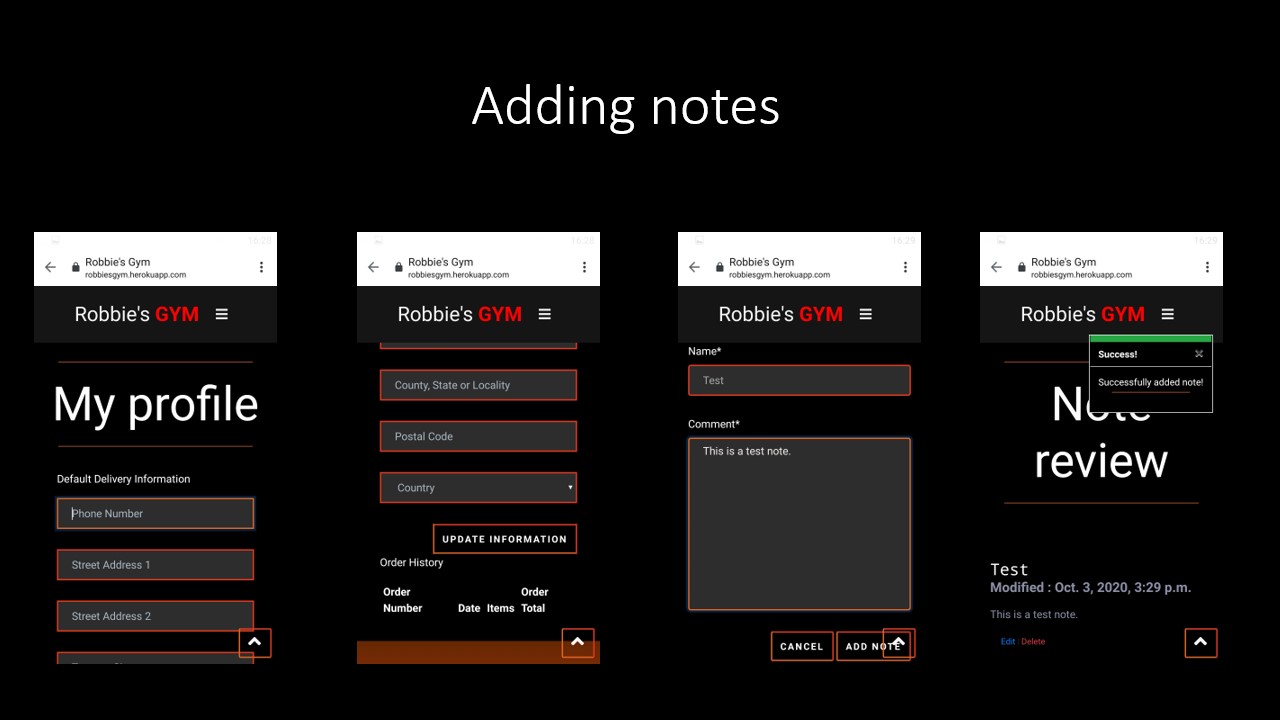 Adding notes
16:28
Robbie's Gym
robbiesgym.herokuapp.com
Robbie's GYM
My profile
Default Delivery Information
Phone Number
Street Address 1
Street Address 2
16:28
Robbie's Gym
robbiesgym.herokuapp.com
Robbie's GYM
County, State or Locality
Postal Code
Country
UPDATE INFORMATION
Order History
Order Number Date Items Order Total
16:29
Robbie's Gym
robbiesgym.herokuapp.com
Robbie's GYM
Name*
Test
Comment*
This is a test note.
CANCEL ADD NOTE
16:29
Robbie's Gym
robbiesgym.herokuapp.com
Robbie's GYM
Success!
Successfully added note!
Note
review
Test
Modified : Oct. 3, 2020, 3:29 p.m.
This is a test note.
Edit | Delete